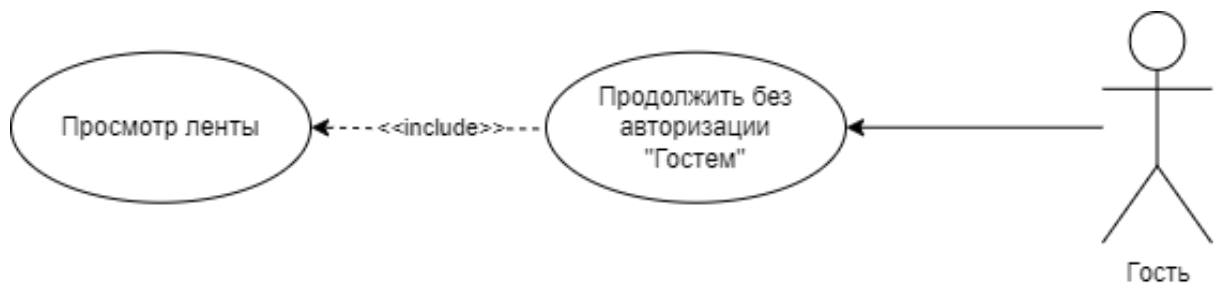 Просмотр ленты
<<include>>
Продолжить без
авторизации
"Гостем"
Гость